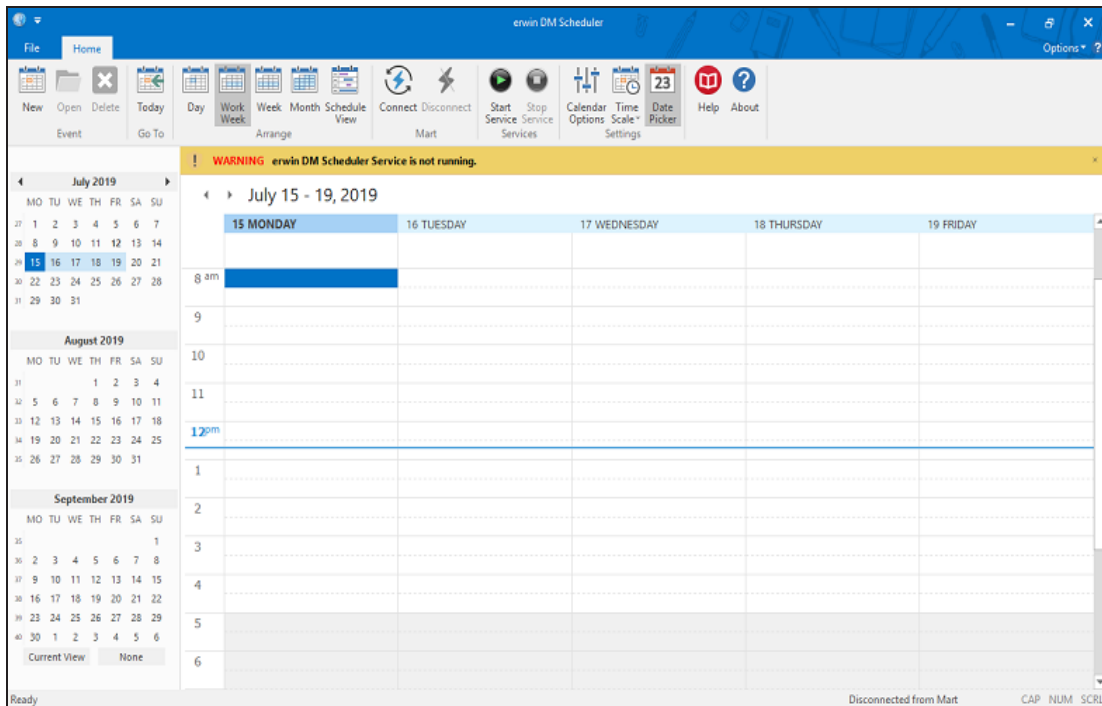 erwin DM Scheduler
File Home Options ?
New Open Delete Today Day Work Week Week Month Schedule View Connect Disconnect Start Service Stop Service Calendar Options Time Scale Date Picker 23 Help About
Event Go To Arrange Mart Services Settings
! WARNING erwin DM Scheduler Service is not running. ×
July 2019
MO TU WE TH FR SA SU
27 1 2 3 4 5 6 7
28 8 9 10 11 12 13 14
29 15 16 17 18 19 20 21
30 22 23 24 25 26 27 28
31 29 30 31
August 2019
MO TU WE TH FR SA SU
31 1 2 3 4
32 5 6 7 8 9 10 11
33 12 13 14 15 16 17 18
34 19 20 21 22 23 24 25
35 26 27 28 29 30 31
September 2019
MO TU WE TH FR SA SU
35 1
36 2 3 4 5 6 7 8
37 9 10 11 12 13 14 15
38 16 17 18 19 20 21 22
39 23 24 25 26 27 28 29
40 30 1 2 3 4 5 6
Current View None
July 15 - 19, 2019
15 MONDAY 16 TUESDAY 17 WEDNESDAY 18 THURSDAY 19 FRIDAY
8 am
9
10
11
12pm
1
2
3
4
5
6
Ready Disconnected from Mart CAP NUM SCRL